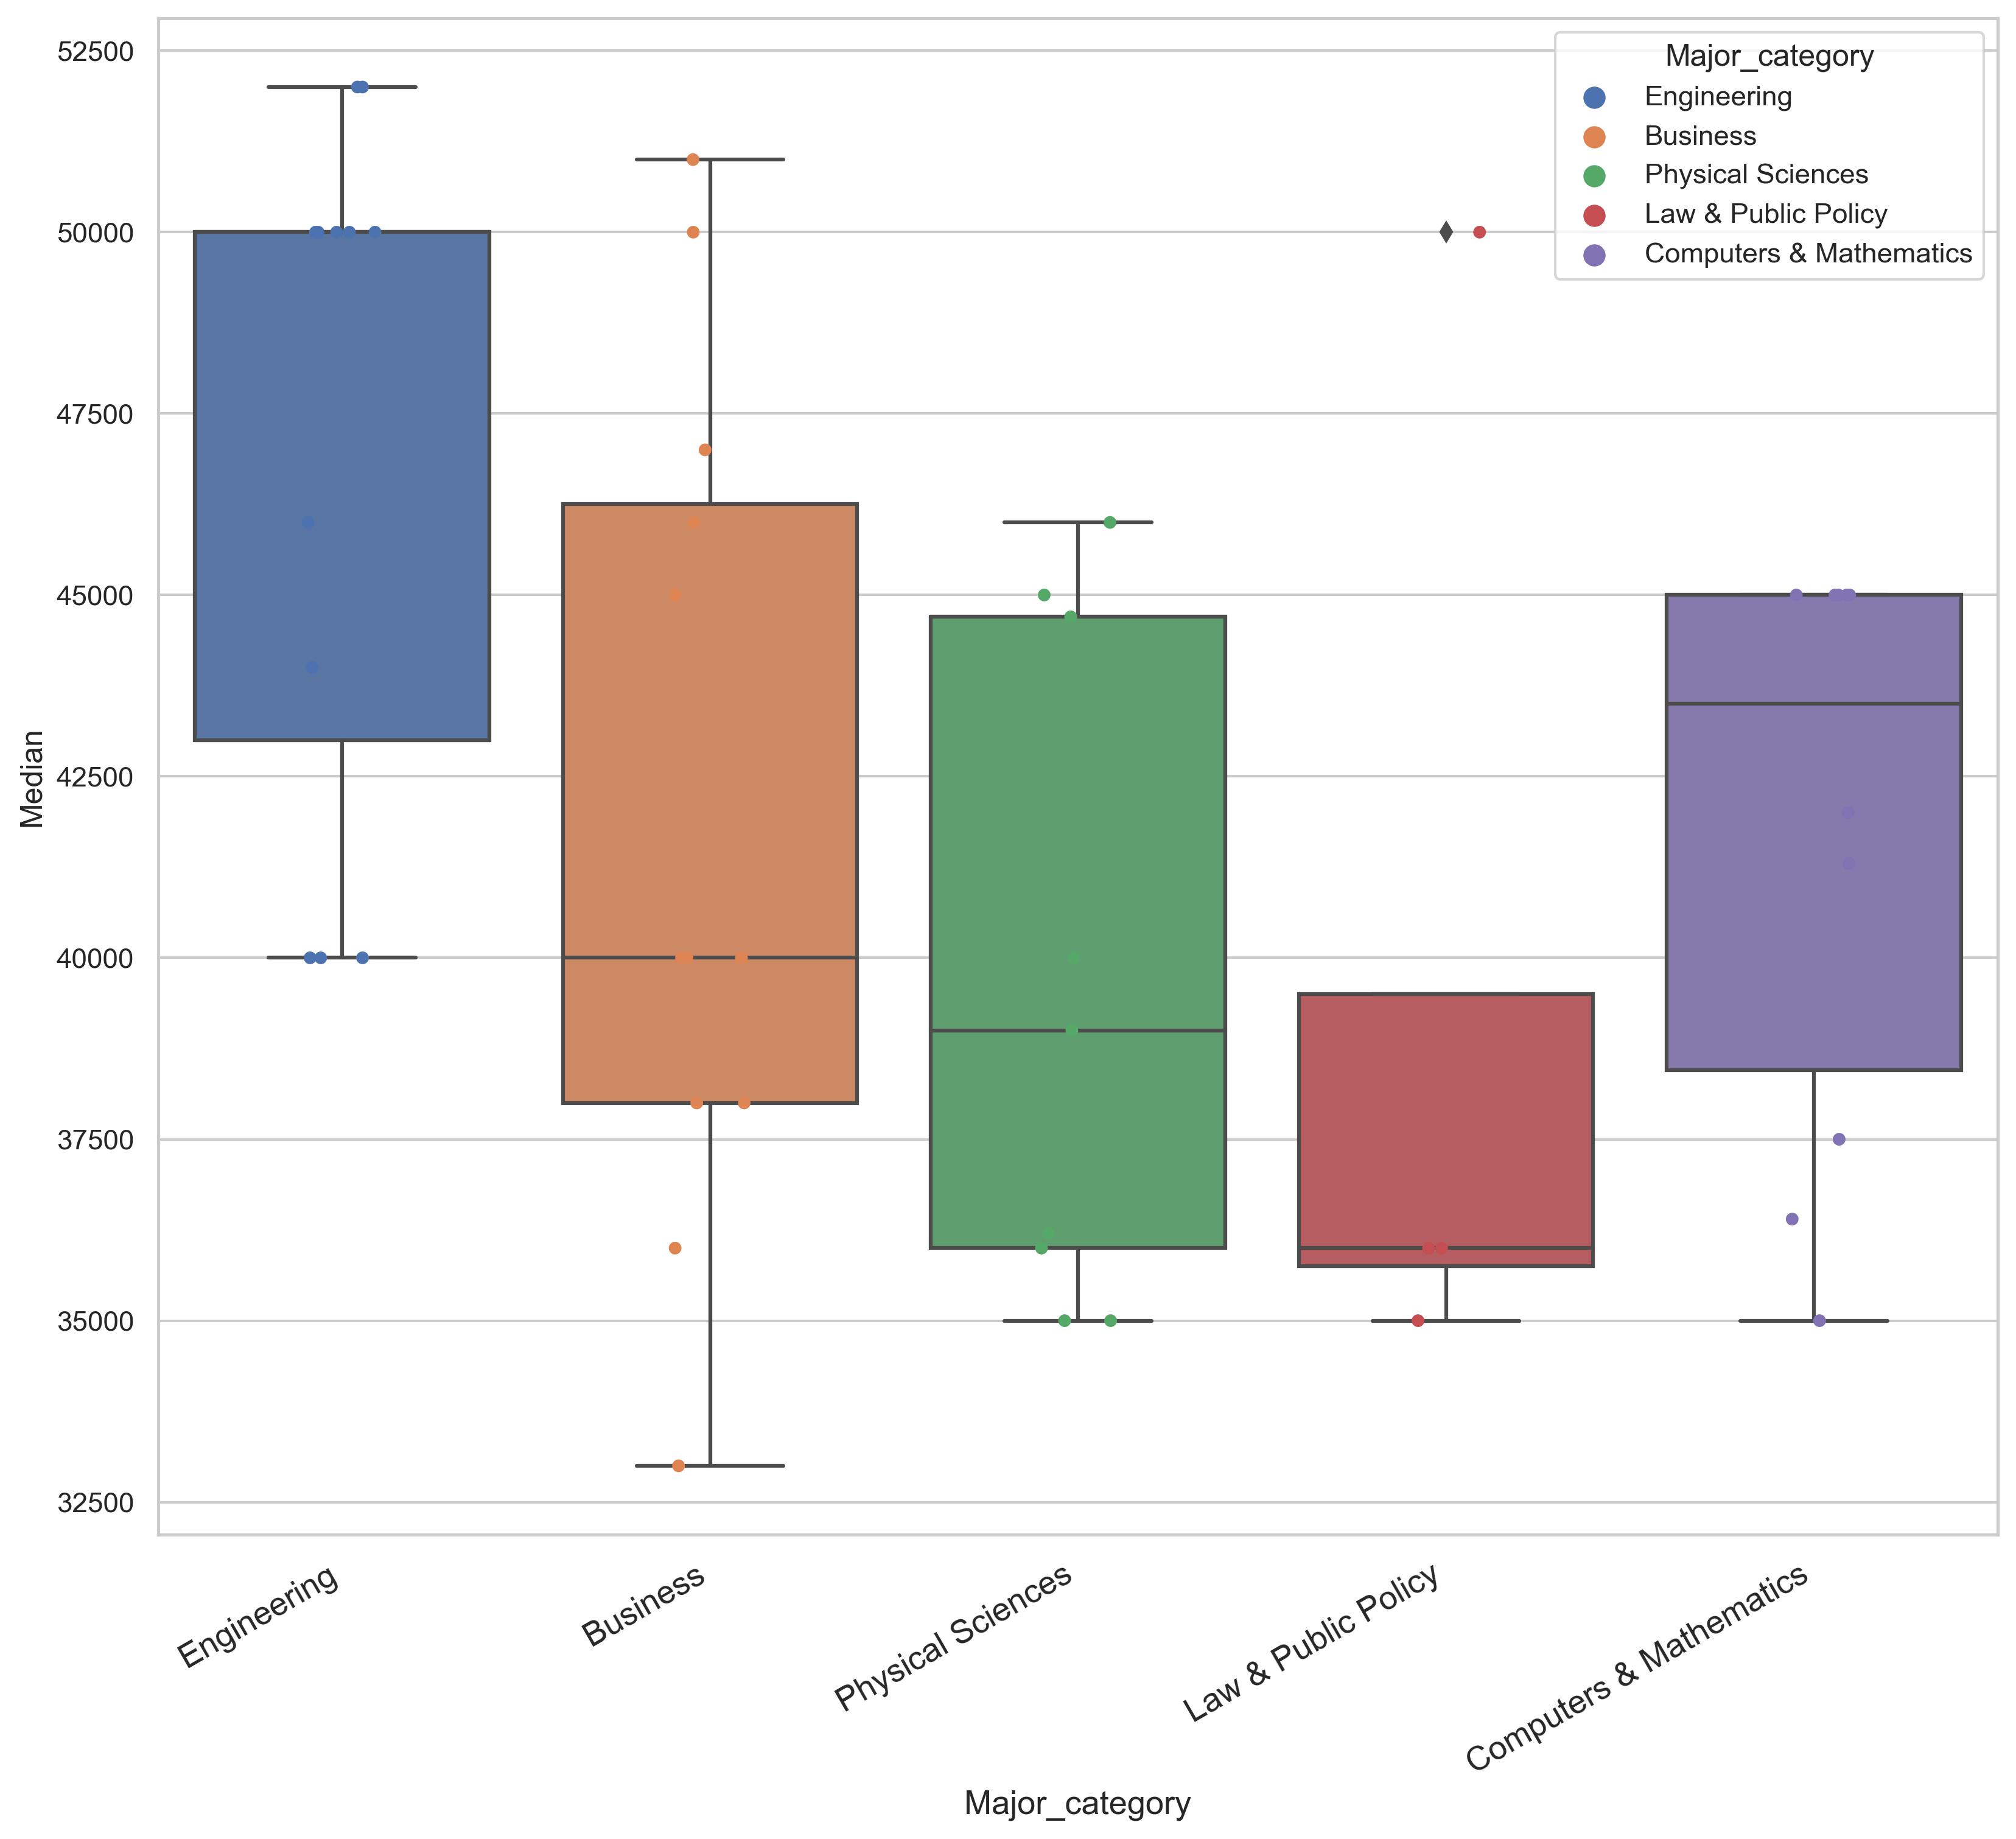 52500
50000
47500
45000
42500
40000
37500
35000
32500
Median
Major_category
Engineering
Business
Physical Sciences
Law & Public Policy
Computers & Mathematics
Engineering
Business
Physical Sciences
Law & Public Policy
Computers & Mathematics
Major_category